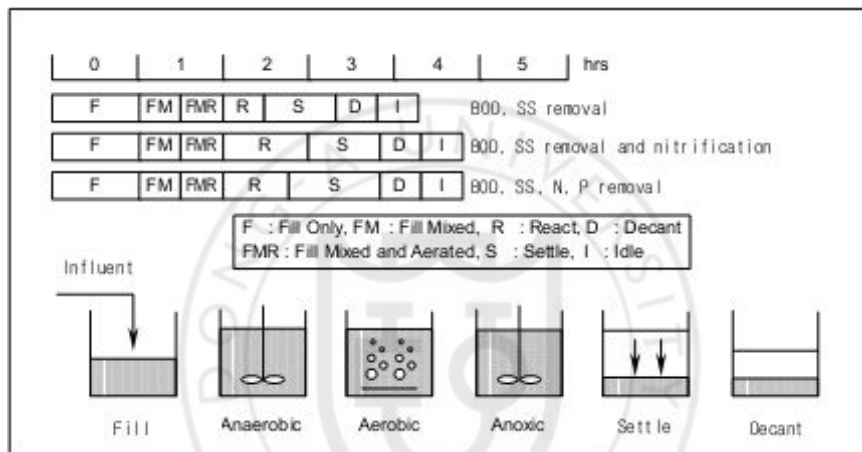 0 1 2 3 4 5 hrs
F FM FMR R S D I BOD, SS removal
F FM FMR R S D I BOD, SS removal and nitrification
F FM FMR R S D I BOD, SS, N, P removal
F : Fill Only, FM : Fill Mixed, R : React, D : Decant
FMR : Fill Mixed and Aerated, S : Settle, I : Idle
Influent
Fill Anaerobic Aerobic Anoxic Settle Decant
DONG-A UNIVERSITY